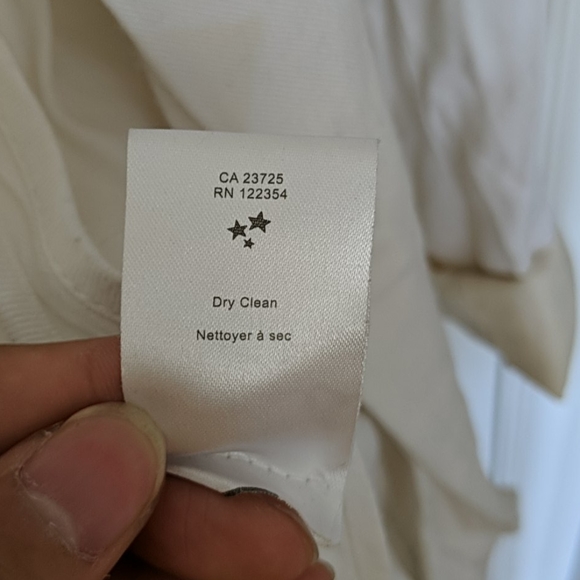 CA 23725
RN 122354
Dry Clean
Nettoyer à sec